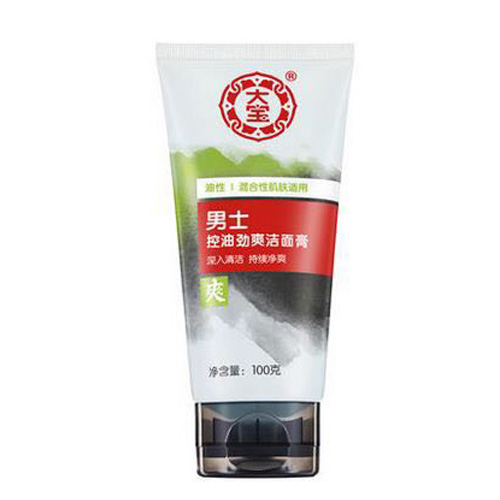 大宝®
油性 | 混合性肌肤适用
男士
控油劲爽洁面膏
深入清洁 持续净爽
爽
净含量：100克